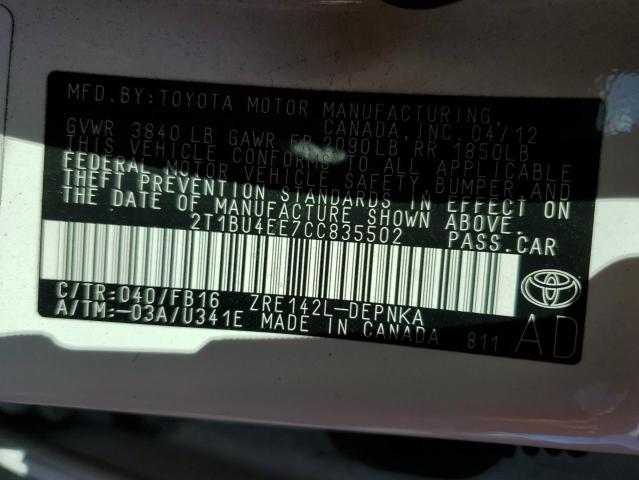 MFD.BY:TOYOTA MOTOR MANUFACTURING,
CANADA, INC. 04/12
GVWR 3840 LB GAWR FR 2090LB, RR 1850LB
THIS VEHICLE CONFORMS TO ALL APPLICABLE
FEDERAL MOTOR VEHICLE SAFETY, BUMPER AND
THEFT PREVENTION STANDARDS IN EFFECT ON
THE DATE OF MANUFACTURE SHOWN ABOVE.
2T1BU4EE7CC835502 PASS.CAR
C/TR:040/FB16 ZRE142L-DEPNKA
A/TM:-03A/U341E MADE IN CANADA 811
AD